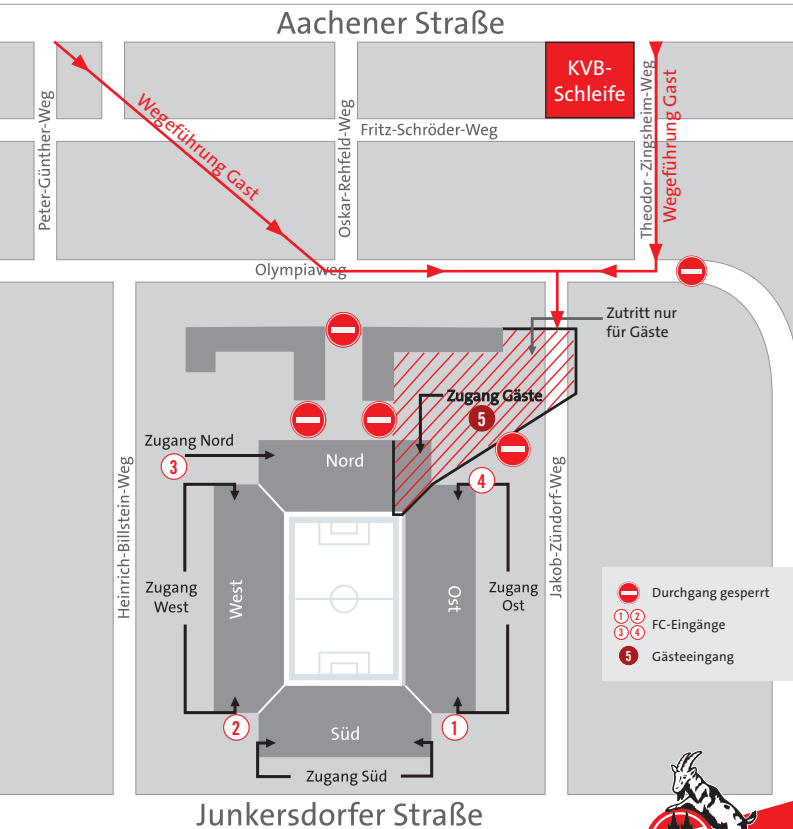 Aachener Straße
KVB-
Schleife
Wegeführung Gast
Wegeführung Gast
Peter-Günther-Weg
Oskar-Rehfeld-Weg
Fritz-Schröder-Weg
Theodor-Zingsheim-Weg
Olympiaweg
Zutritt nur
für Gäste
Zugang Gäste
5
Zugang Nord
3
Nord
4
Heinrich-Billstein-Weg
Jakob-Zündorf-Weg
Zugang
West
West
Ost
Zugang
Ost
Durchgang gesperrt
1 2
3 4
FC-Eingänge
5
Gästeeingang
2
Süd
1
Zugang Süd
Junkersdorfer Straße